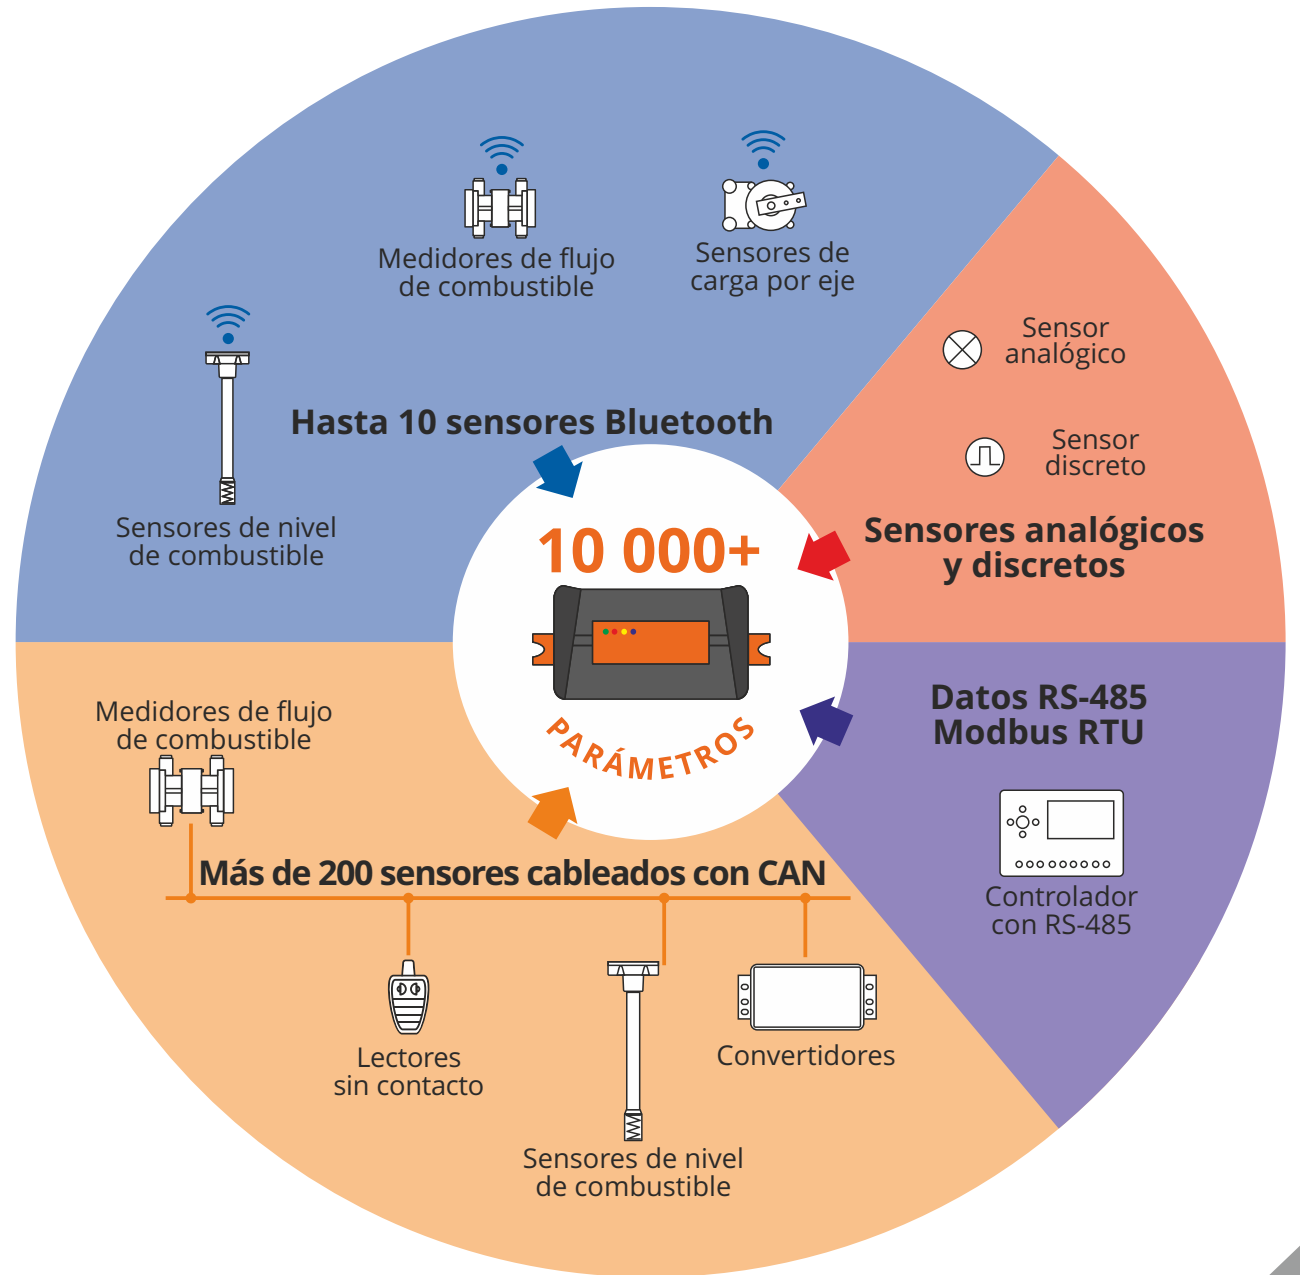 Medidores de flujo
de combustible
Sensores de
carga por eje
Sensores de nivel
de combustible
Hasta 10 sensores Bluetooth
Sensor
analógico
Sensor
discreto
Sensores analógicos
y discretos
10 000+
PARÁMETROS
Datos RS-485
Modbus RTU
Controlador
con RS-485
Medidores de flujo
de combustible
Más de 200 sensores cableados con CAN
Lectores
sin contacto
Sensores de nivel
de combustible
Convertidores